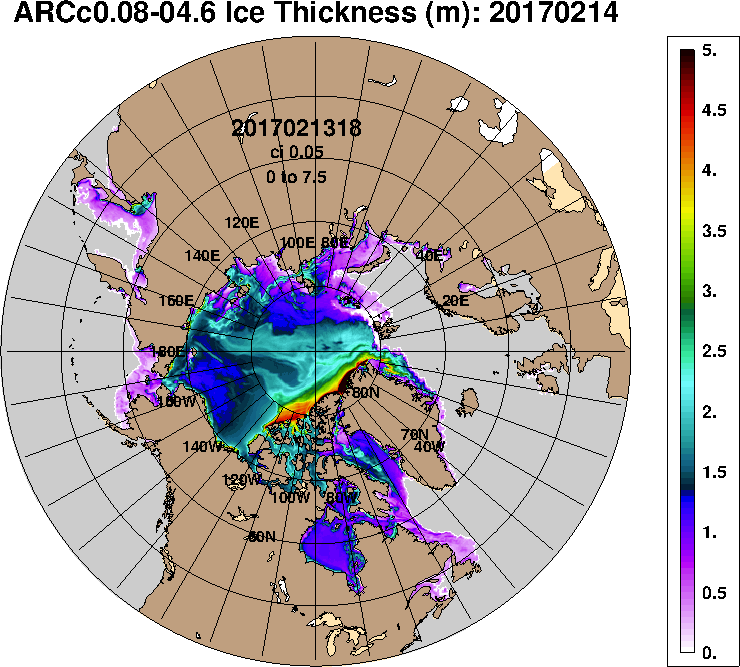 ARCc0.08-04.6 Ice Thickness (m): 20170214
5.
4.5
4.
3.5
3.
2.5
2.
1.5
1.
0.5
0.
2017021318
ci 0.05
0 to 7.5
120E
100E 80E
140E
40E
160E
20E
180E
160W
80N
140W
70N
40W
120W
100W
80W
60N